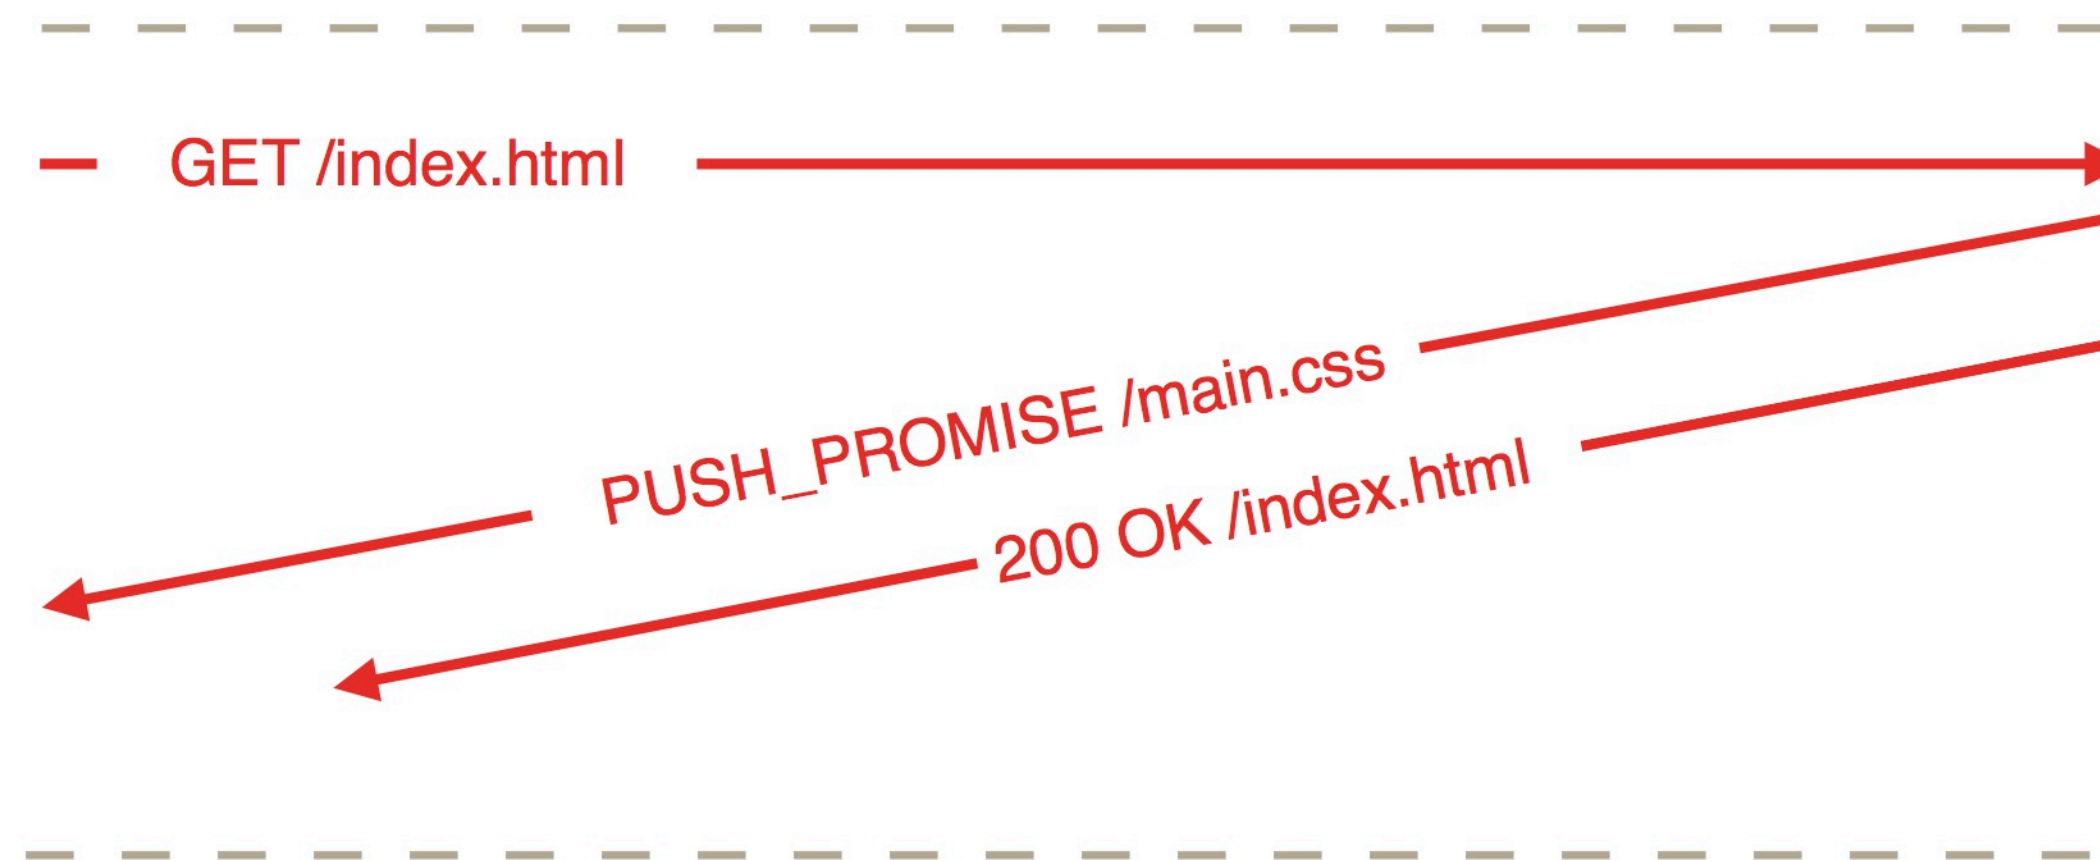 GET /index.html
PUSH_PROMISE /main.css
200 OK /index.html